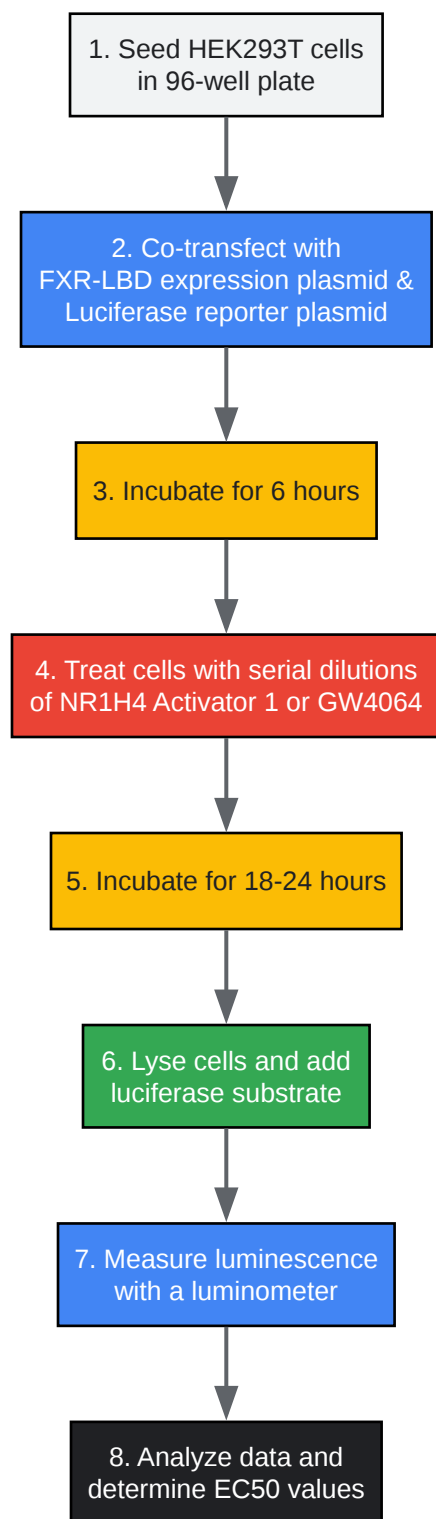 1. Seed HEK293T cells
in 96-well plate
2. Co-transfect with
FXR-LBD expression plasmid &
Luciferase reporter plasmid
3. Incubate for 6 hours
4. Treat cells with serial dilutions
of NR1H4 Activator 1 or GW4064
5. Incubate for 18-24 hours
6. Lyse cells and add
luciferase substrate
7. Measure luminescence
with a luminometer
8. Analyze data and
determine EC50 values